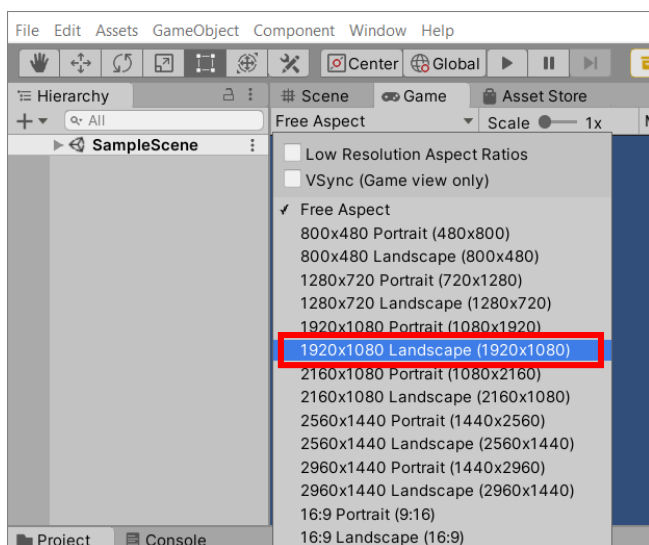 File Edit Assets GameObject Component Window Help
Center Global
Hierarchy
# Scene Game Asset Store
All
Free Aspect Scale 1x
SampleScene
Low Resolution Aspect Ratios
VSync (Game view only)
Free Aspect
800x480 Portrait (480x800)
800x480 Landscape (800x480)
1280x720 Portrait (720x1280)
1280x720 Landscape (1280x720)
1920x1080 Portrait (1080x1920)
1920x1080 Landscape (1920x1080)
2160x1080 Portrait (1080x2160)
2160x1080 Landscape (2160x1080)
2560x1440 Portrait (1440x2560)
2560x1440 Landscape (2560x1440)
2960x1440 Portrait (1440x2960)
2960x1440 Landscape (2960x1440)
16:9 Portrait (9:16)
16:9 Landscape (16:9)
Project Console